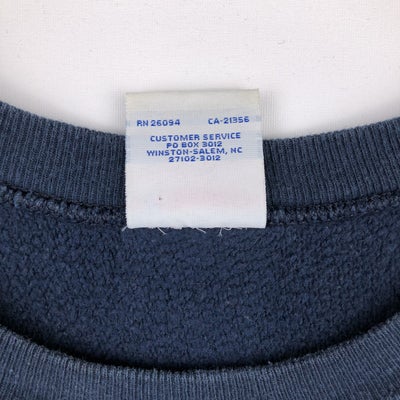 RN 26094 CA-21356
CUSTOMER SERVICE
PO BOX 3012
WINSTON-SALEM, NC
27102-3012